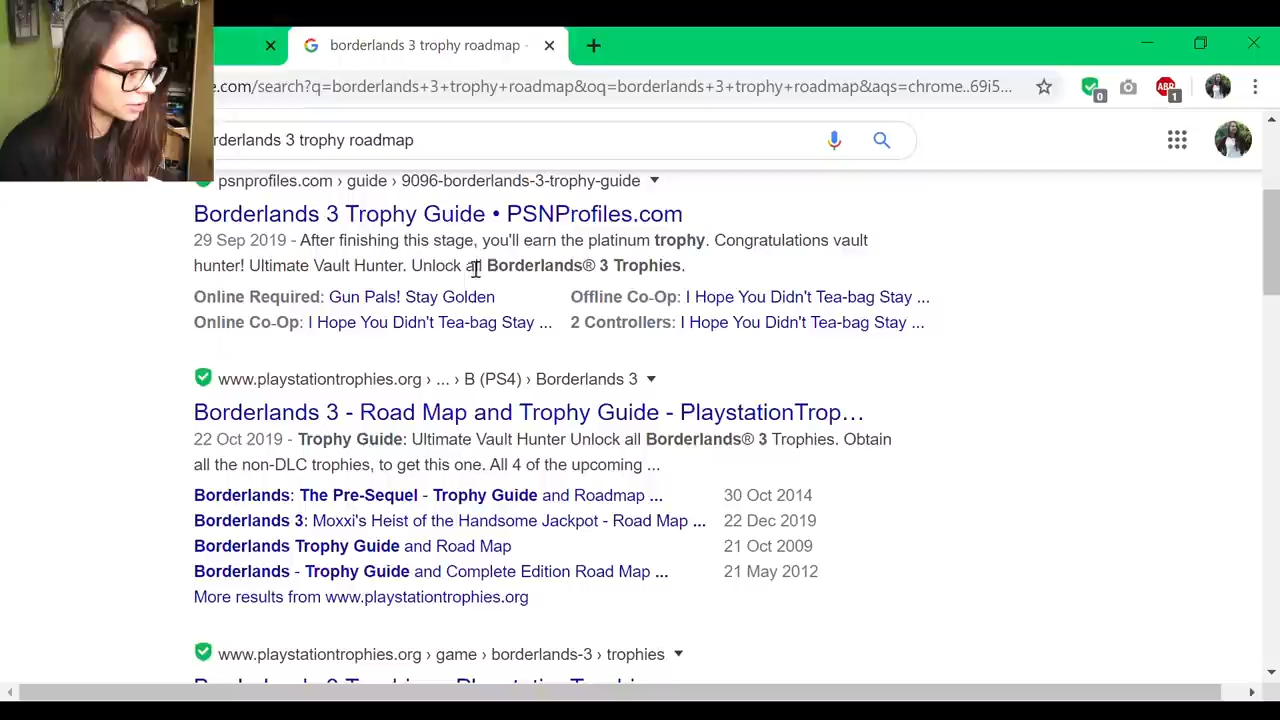 borderlands 3 trophy roadmap -
e.com/search?q=borderlands+3+trophy+roadmap&oq=borderlands+3+trophy+roadmap&aqs=chrome..69i5...
0
ABP
1
rderlands 3 trophy roadmap
psnprofiles.com › guide › 9096-borderlands-3-trophy-guide
Borderlands 3 Trophy Guide • PSNProfiles.com
29 Sep 2019 - After finishing this stage, you'll earn the platinum trophy. Congratulations vault
hunter! Ultimate Vault Hunter. Unlock all Borderlands® 3 Trophies.
Online Required: Gun Pals! Stay Golden Offline Co-Op: I Hope You Didn't Tea-bag Stay ...
Online Co-Op: I Hope You Didn't Tea-bag Stay ... 2 Controllers: I Hope You Didn't Tea-bag Stay ...
www.playstationtrophies.org › ... › B (PS4) › Borderlands 3
Borderlands 3 - Road Map and Trophy Guide - PlaystationTrop...
22 Oct 2019 - Trophy Guide: Ultimate Vault Hunter Unlock all Borderlands® 3 Trophies. Obtain
all the non-DLC trophies, to get this one. All 4 of the upcoming ...
Borderlands: The Pre-Sequel - Trophy Guide and Roadmap ... 30 Oct 2014
Borderlands 3: Moxxi's Heist of the Handsome Jackpot - Road Map ... 22 Dec 2019
Borderlands Trophy Guide and Road Map 21 Oct 2009
Borderlands - Trophy Guide and Complete Edition Road Map ... 21 May 2012
More results from www.playstationtrophies.org
www.playstationtrophies.org › game › borderlands-3 › trophies